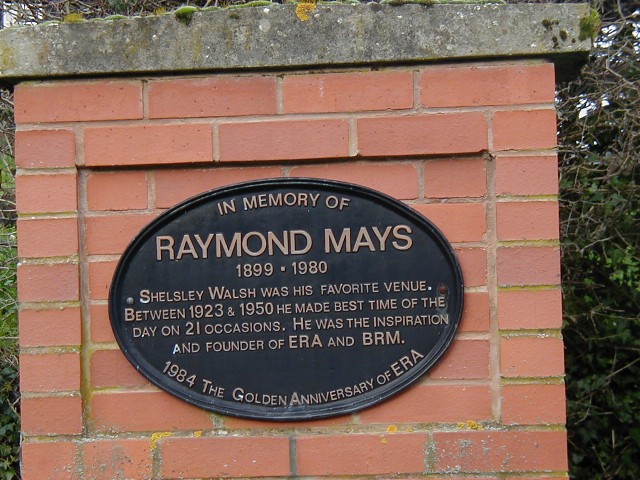 IN MEMORY OF
RAYMOND MAYS
1899 · 1980
SHELSLEY WALSH WAS HIS FAVORITE VENUE.
BETWEEN 1923 & 1950 HE MADE BEST TIME OF THE
DAY ON 21 OCCASIONS. HE WAS THE INSPIRATION
AND FOUNDER OF ERA AND BRM.
1984 THE GOLDEN ANNIVERSARY OF ERA